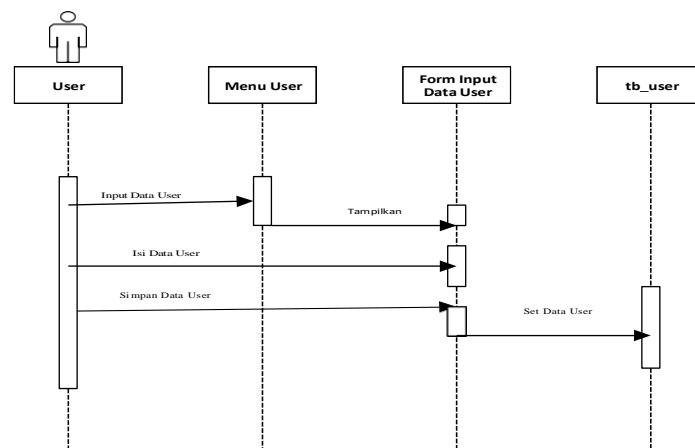 User
Menu User
Form Input
Data User
tb_user
Input Data User
Tampilkan
Isi Data User
Simpan Data User
Set Data User